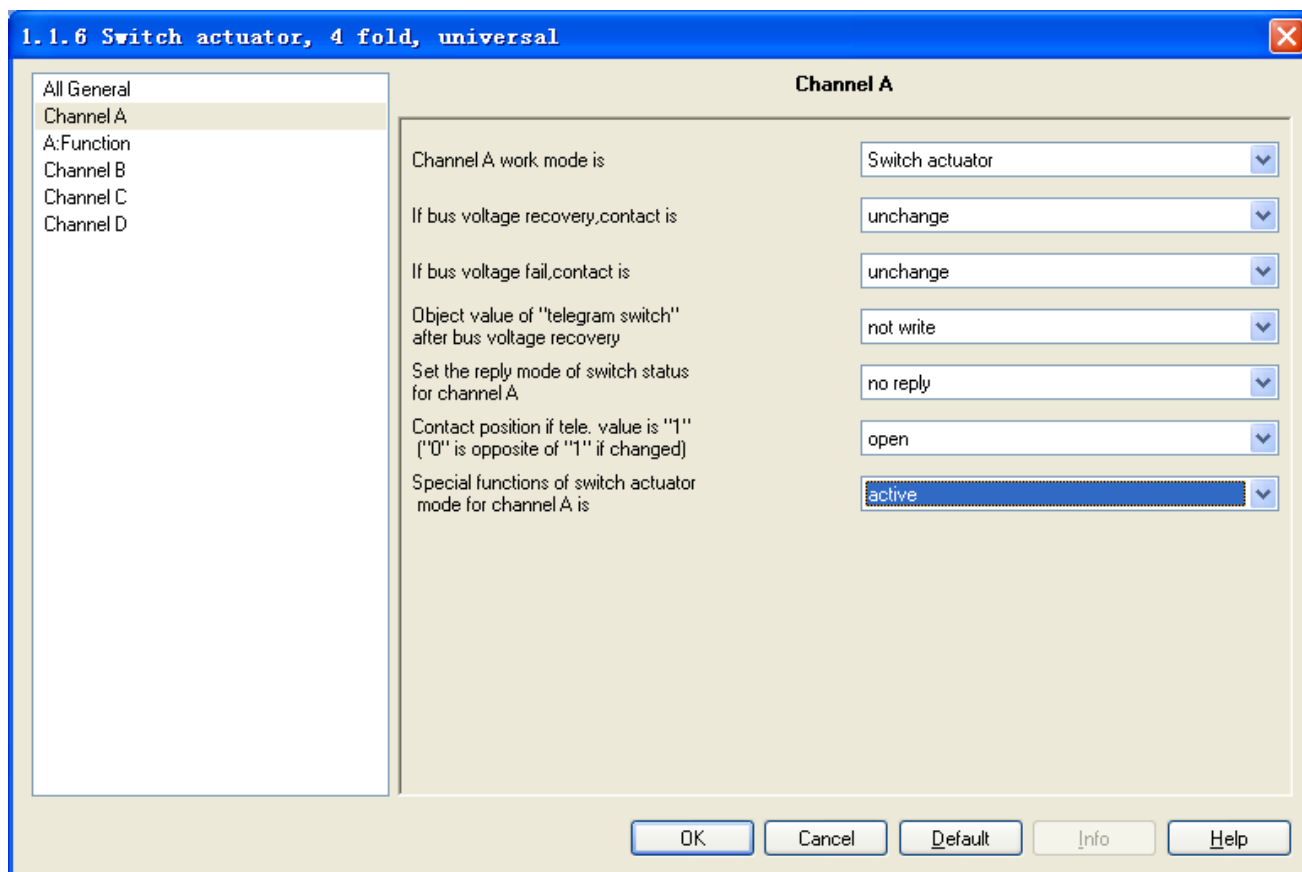 1.1.6 Switch actuator, 4 fold, universal
All General
Channel A
A:Function
Channel B
Channel C
Channel D
Channel A
Channel A work mode is
Switch actuator
If bus voltage recovery,contact is
unchange
If bus voltage fail,contact is
unchange
Object value of "telegram switch"
after bus voltage recovery
not write
Set the reply mode of switch status
for channel A
no reply
Contact position if tele. value is "1"
("0" is opposite of "1" if changed)
open
Special functions of switch actuator
mode for channel A is
active
OK
Cancel
Default
Info
Help